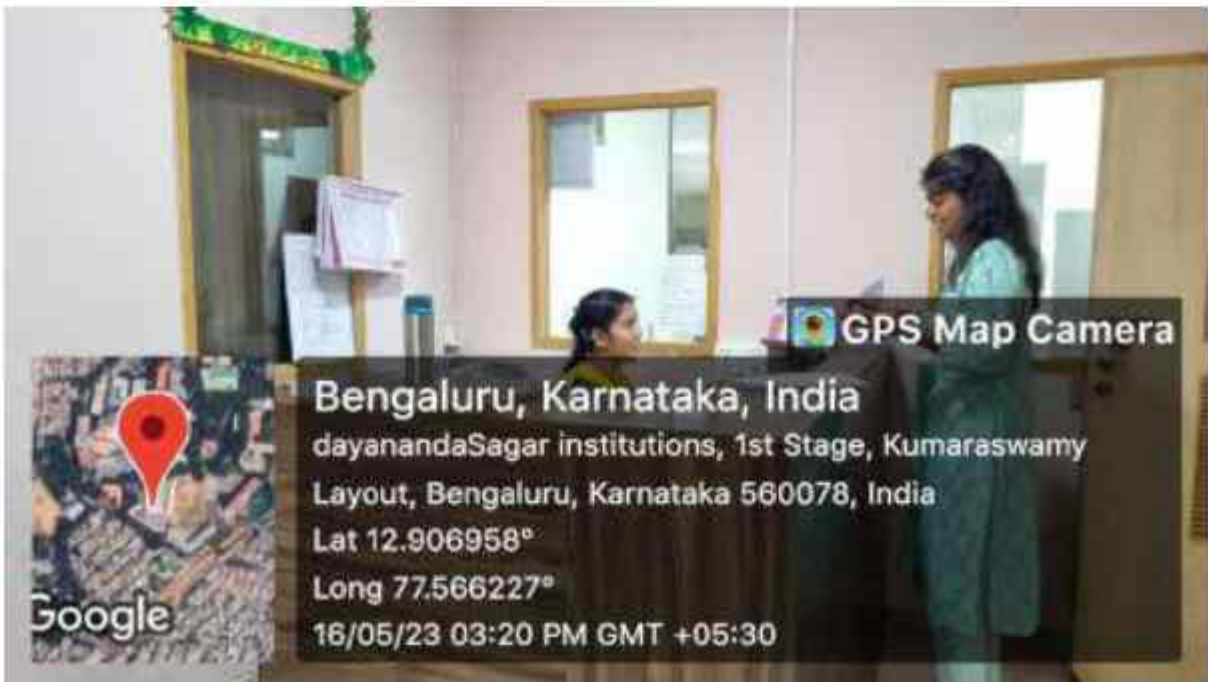 GPS Map Camera
Bengaluru, Karnataka, India
dayanandaSagar institutions, 1st Stage, Kumaraswamy
Layout, Bengaluru, Karnataka 560078, India
Lat 12.906958°
Long 77.566227°
16/05/23 03:20 PM GMT +05:30
Google